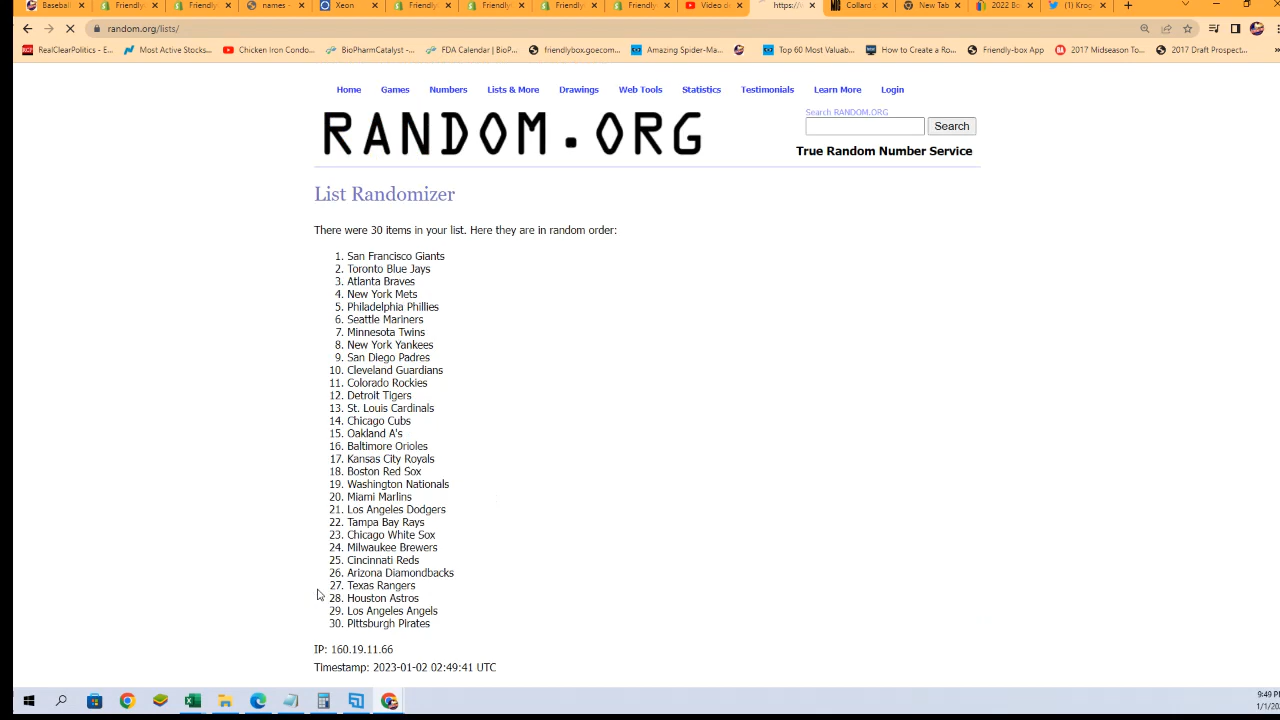 Baseball
Friendly
Friendly
names -
Xeon
Friendly
Friendly
Friendly
Friendly
Video d
https://
Collard
New Tab
2022 Bo
(1) Krog
random.org/lists/
RealClearPolitics - E...
Most Active Stocks...
Chicken Iron Condo...
BioPharmCatalyst -...
FDA Calendar | BioP...
friendlybox.goecom...
Amazing Spider-Ma...
Top 60 Most Valuab...
How to Create a Ro...
Friendly-box App
2017 Midseason To...
2017 Draft Prospect...
Home Games Numbers Lists & More Drawings Web Tools Statistics Testimonials Learn More Login
RANDOM.ORG
Search RANDOM.ORG
Search
True Random Number Service
List Randomizer
There were 30 items in your list. Here they are in random order:
1. San Francisco Giants
2. Toronto Blue Jays
3. Atlanta Braves
4. New York Mets
5. Philadelphia Phillies
6. Seattle Mariners
7. Minnesota Twins
8. New York Yankees
9. San Diego Padres
10. Cleveland Guardians
11. Colorado Rockies
12. Detroit Tigers
13. St. Louis Cardinals
14. Chicago Cubs
15. Oakland A's
16. Baltimore Orioles
17. Kansas City Royals
18. Boston Red Sox
19. Washington Nationals
20. Miami Marlins
21. Los Angeles Dodgers
22. Tampa Bay Rays
23. Chicago White Sox
24. Milwaukee Brewers
25. Cincinnati Reds
26. Arizona Diamondbacks
27. Texas Rangers
28. Houston Astros
29. Los Angeles Angels
30. Pittsburgh Pirates
IP: 160.19.11.66
Timestamp: 2023-01-02 02:49:41 UTC
9:49 PM
1/1/20